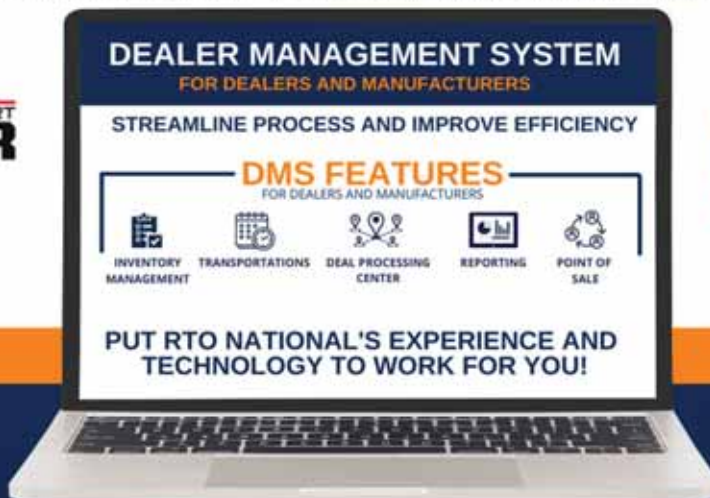 DEALER MANAGEMENT SYSTEM
FOR DEALERS AND MANUFACTURERS
STREAMLINE PROCESS AND IMPROVE EFFICIENCY
DMS FEATURES
FOR DEALERS AND MANUFACTURERS
INVENTORY
MANAGEMENT
TRANSPORTATIONS
DEAL PROCESSING
CENTER
REPORTING
POINT OF
SALE
PUT RTO NATIONAL'S EXPERIENCE AND
TECHNOLOGY TO WORK FOR YOU!